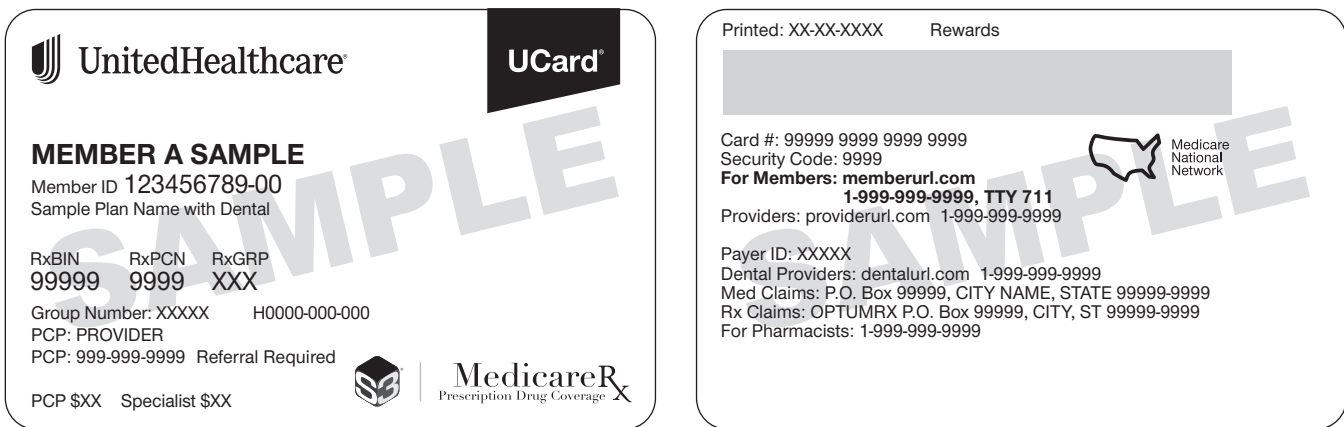 UnitedHealthcare®
UCard®
MEMBER A SAMPLE
Member ID 123456789-00
Sample Plan Name with Dental
RxBIN RxPCN RxGRP
99999 9999 XXX
Group Number: XXXXX H0000-000-000
PCP: PROVIDER
PCP: 999-999-9999 Referral Required
PCP $XX Specialist $XX
S3®
MedicareRx
Prescription Drug Coverage
SAMPLE
Printed: XX-XX-XXXX Rewards
Card #: 99999 9999 9999 9999
Security Code: 9999
For Members: memberurl.com
1-999-999-9999, TTY 711
Providers: providerurl.com 1-999-999-9999
Medicare
National
Network
Payer ID: XXXXX
Dental Providers: dentalurl.com 1-999-999-9999
Med Claims: P.O. Box 99999, CITY NAME, STATE 99999-9999
Rx Claims: OPTUMRX P.O. Box 99999, CITY, ST 99999-9999
For Pharmacists: 1-999-999-9999
SAMPLE